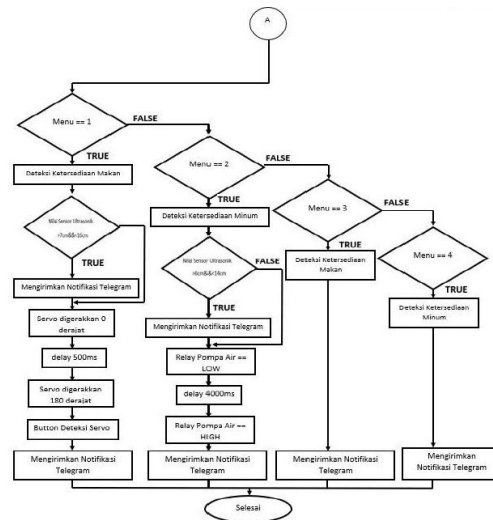 A
Menu == 1
FALSE
TRUE
Deteksi Ketersediaan Makan
Nilai Sensor Ultrasonik
TRUE
Mengirimkan Notifikasi Telegram
Servo digerakkan 0
derajat
delay 500ms
Servo digerakkan
180 derajat
Button Deteksi Servo
Mengirimkan Notifikasi
Telegram
Menu == 2
FALSE
TRUE
Deteksi Ketersediaan Minum
Nilai Sensor Ultrasonik
FALSE
TRUE
Mengirimkan Notifikasi Telegram
Relay Pompa Air ==
LOW
delay 4000ms
Relay Pompa Air ==
HIGH
Mengirimkan Notifikasi
Telegram
Menu == 3
FALSE
TRUE
Deteksi Ketersediaan
Makan
Mengirimkan Notifikasi
Telegram
Menu == 4
TRUE
Deteksi Ketersediaan
Minum
Mengirimkan
Notifikasi Telegram
Selesai